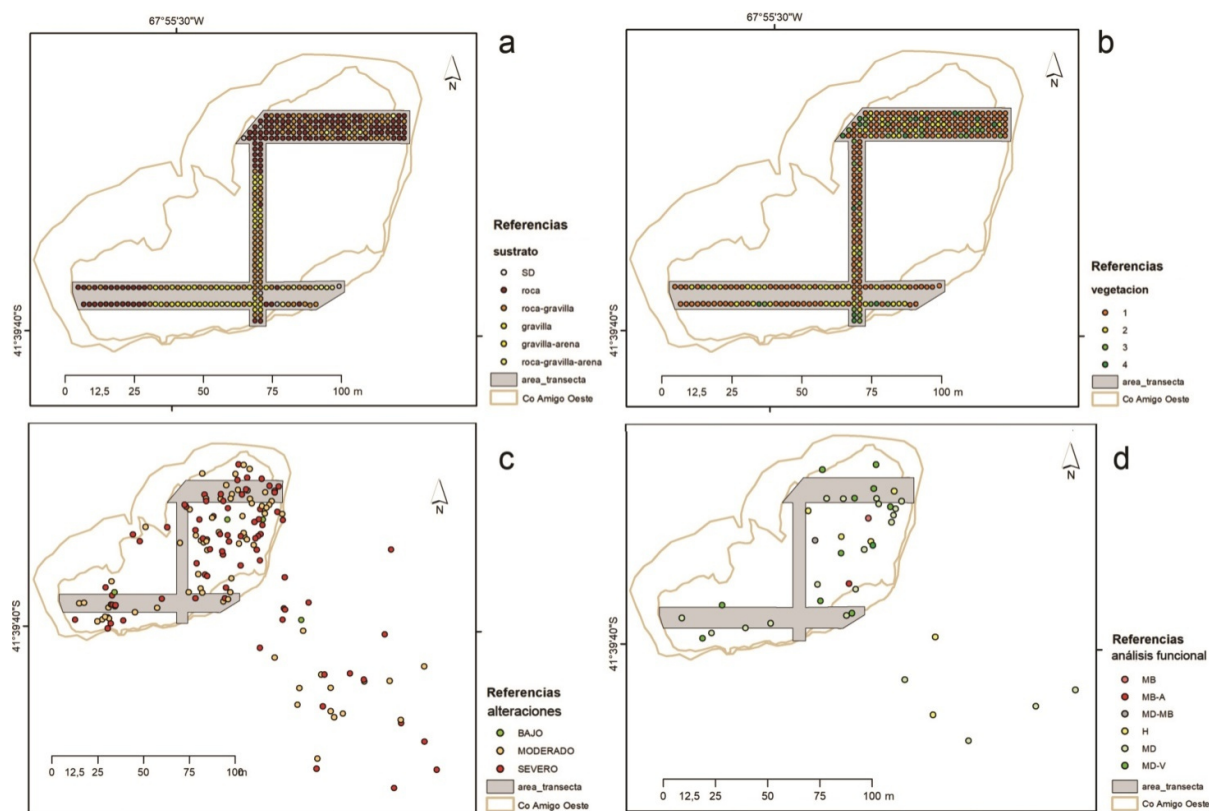 67°55'30"W
a
N
Referencias
sustrato
SD
roca
roca-gravilla
gravilla
gravilla-arena
roca-gravilla-arena
area_transecta
Co Amigo Oeste
41°39'40"S
0 12,5 25 50 75 100 m
67°55'30"W
b
N
Referencias
vegetacion
1
2
3
4
area_transecta
Co Amigo Oeste
41°39'40"S
0 12,5 25 50 75 100 m
c
N
Referencias
alteraciones
BAJO
MODERADO
SEVERO
area_transecta
Co Amigo Oeste
41°39'40"S
0 12,5 25 50 75 100 m
d
N
Referencias
análisis funcional
MB
MB-A
MD-MB
H
MD
MD-V
area_transecta
Co Amigo Oeste
41°39'40"S
0 12,5 25 50 75 100 m